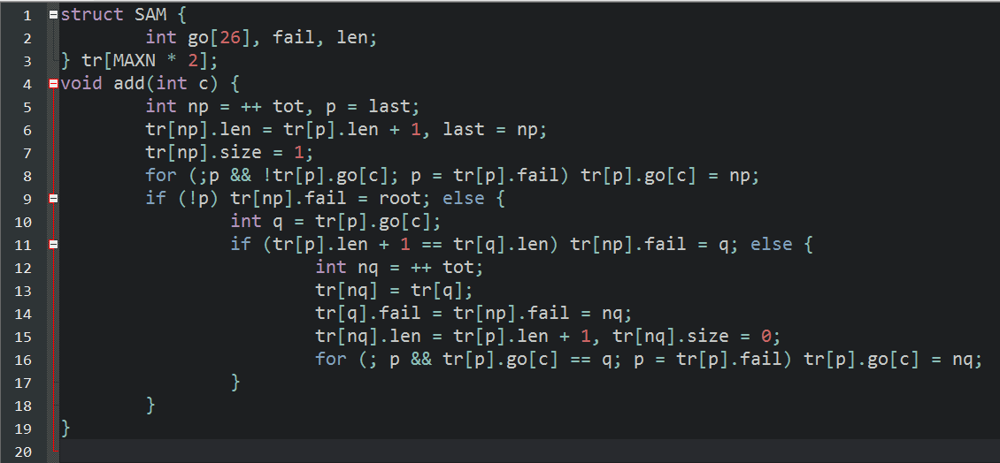 1 struct SAM {
2 int go[26], fail, len;
3 } tr[MAXN * 2];
4 void add(int c) {
5 int np = ++ tot, p = last;
6 tr[np].len = tr[p].len + 1, last = np;
7 tr[np].size = 1;
8 for (;p && !tr[p].go[c]; p = tr[p].fail) tr[p].go[c] = np;
9 if (!p) tr[np].fail = root; else {
10 int q = tr[p].go[c];
11 if (tr[p].len + 1 == tr[q].len) tr[np].fail = q; else {
12 int nq = ++ tot;
13 tr[nq] = tr[q];
14 tr[q].fail = tr[np].fail = nq;
15 tr[nq].len = tr[p].len + 1, tr[nq].size = 0;
16 for (; p && tr[p].go[c] == q; p = tr[p].fail) tr[p].go[c] = nq;
17 }
18 }
19 }
20